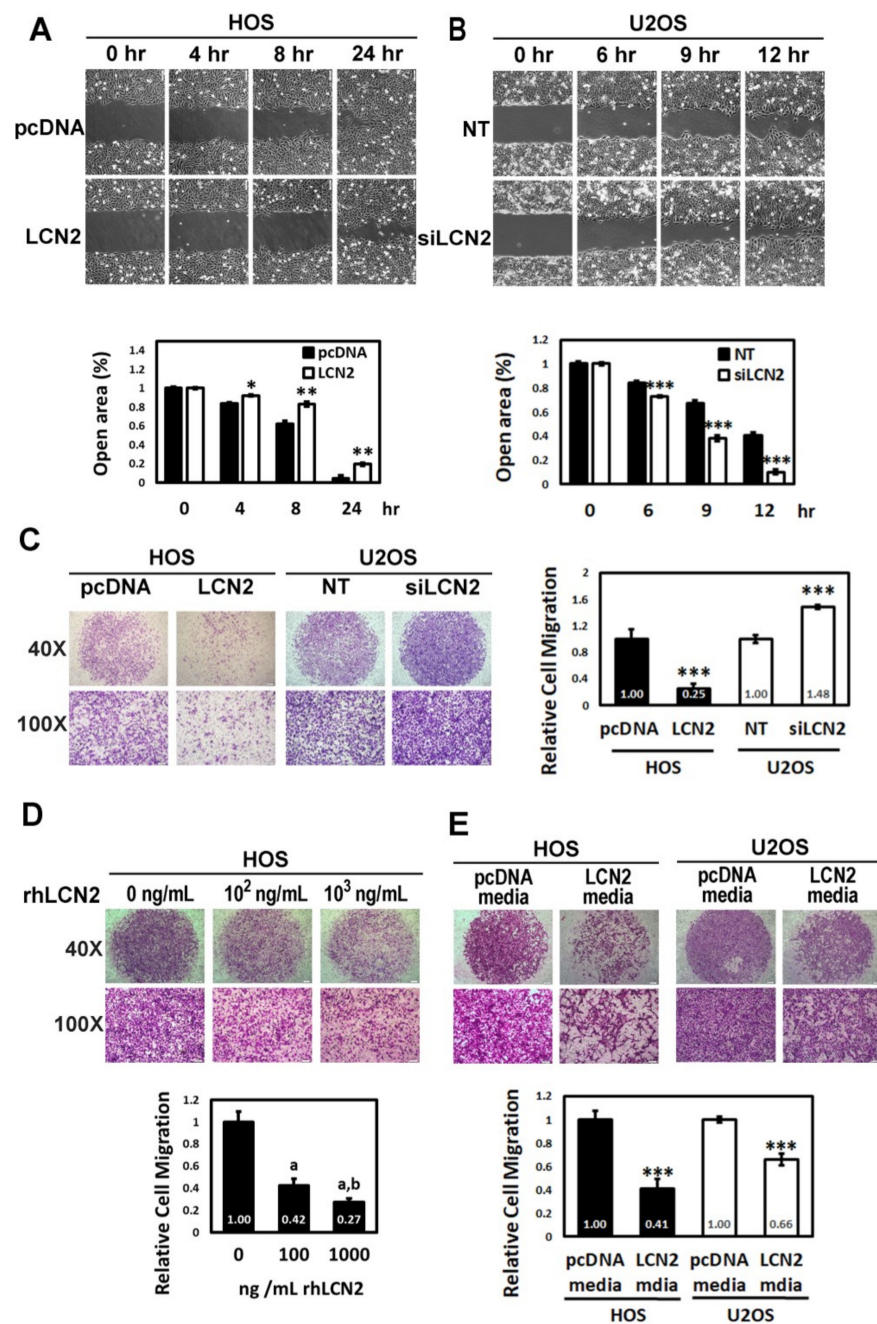 A
HOS
0 hr 4 hr 8 hr 24 hr
pcDNA
LCN2
Open area (%)
1.4
1.2
1
0.8
0.6
0.4
0.2
0
pcDNA
LCN2
*
**
**
0 4 8 24 hr
B
U2OS
0 hr 6 hr 9 hr 12 hr
NT
siLCN2
Open area (%)
1.2
1
0.8
0.6
0.4
0.2
0
NT
siLCN2
***
***
***
0 6 9 12 hr
C
HOS U2OS
pcDNA LCN2 NT siLCN2
40X
100X
Relative Cell Migration
2
1.6
1.2
0.8
0.4
0
***
***
1.00 0.25 1.00 1.48
pcDNA LCN2 NT siLCN2
HOS U2OS
D
HOS
rhLCN2 0 ng/mL 10² ng/mL 10³ ng/mL
40X
100X
Relative Cell Migration
1.2
1
0.8
0.6
0.4
0.2
0
a
a,b
1.00 0.42 0.27
0 100 1000
ng /mL rhLCN2
E
HOS U2OS
pcDNA LCN2 pcDNA LCN2
media media media media
40X
100X
Relative Cell Migration
1.2
1
0.8
0.6
0.4
0.2
0
***
***
1.00 0.41 1.00 0.66
pcDNA LCN2 pcDNA LCN2
media mdia media mdia
HOS U2OS